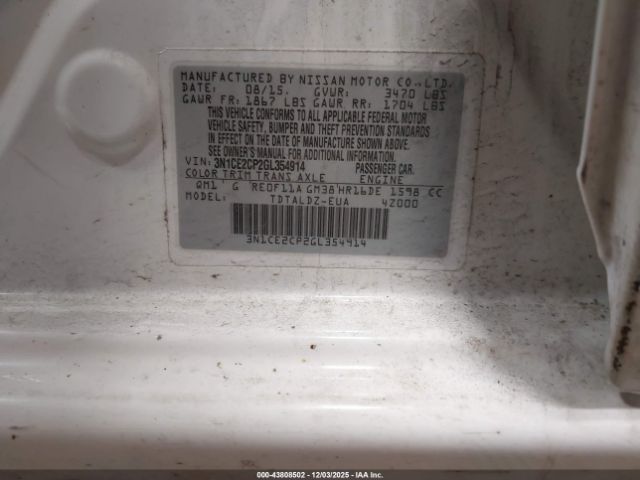 MANUFACTURED BY NISSAN MOTOR CO.,LTD.
DATE: 08/15. GVWR: 3470 LBS
GAWR FR: 1867 LBS GAWR RR: 1704 LBS
THIS VEHICLE CONFORMS TO ALL APPLICABLE FEDERAL MOTOR
VEHICLE SAFETY, BUMPER AND THEFT PREVENTION STANDARDS
IN EFFECT ON THE DATE OF MANUFACTURE SHOWN ABOVE.
SEE OWNER'S MANUAL FOR ADDITIONAL INFORMATION.
VIN: 3N1CE2CP2GL354914 PASSENGER CAR.
COLOR TRIM TRANS AXLE ENGINE
QM1 G RE0F11A GM38 HR16DE 1598 CC
MODEL: TDTALDZ-EUA 4Z000
3N1CE2CP2GL354914
000-43808502 - 12/03/2025 - IAA, Inc.